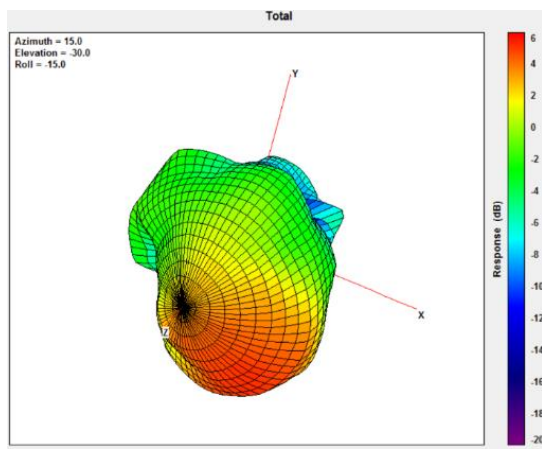 Total
Azimuth = 15.0
Elevation = -30.0
Roll = -15.0
Y
X
Z
6
4
2
0
-2
-4
-6
-8
-10
-12
-14
-16
-18
-20
Response (dB)